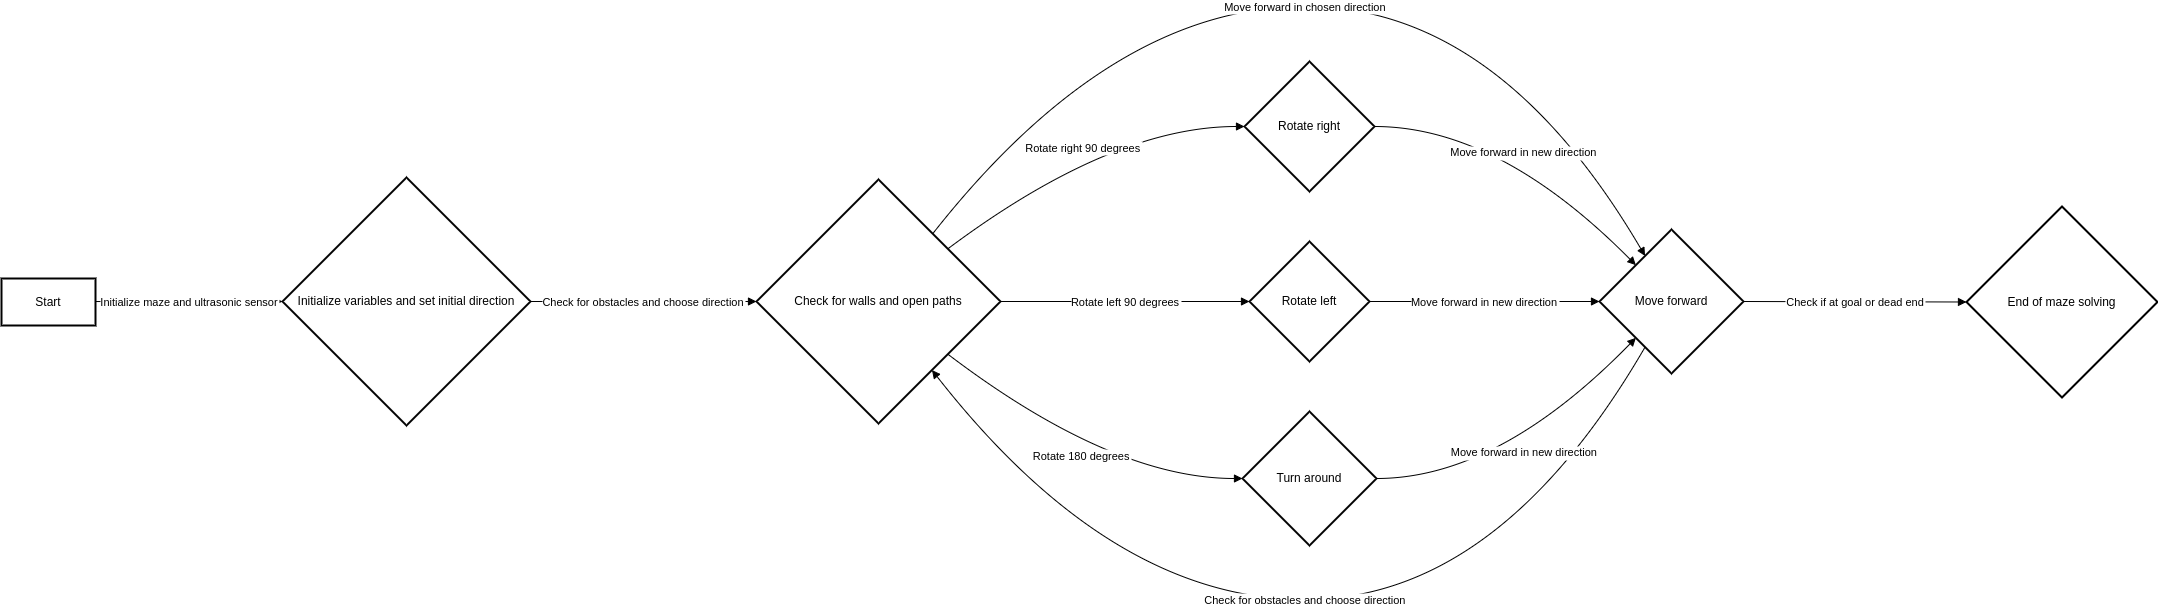 Move forward in chosen direction
Rotate right
Rotate right 90 degrees
Move forward in new direction
Start
Initialize maze and ultrasonic sensor
Initialize variables and set initial direction
Check for obstacles and choose direction
Check for walls and open paths
Rotate left 90 degrees
Rotate left
Move forward in new direction
Move forward
Check if at goal or dead end
End of maze solving
Rotate 180 degrees
Turn around
Move forward in new direction
Check for obstacles and choose direction